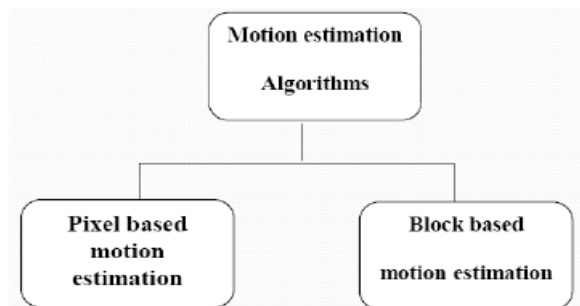 Motion estimation
Algorithms
Pixel based
motion
estimation
Block based
motion estimation